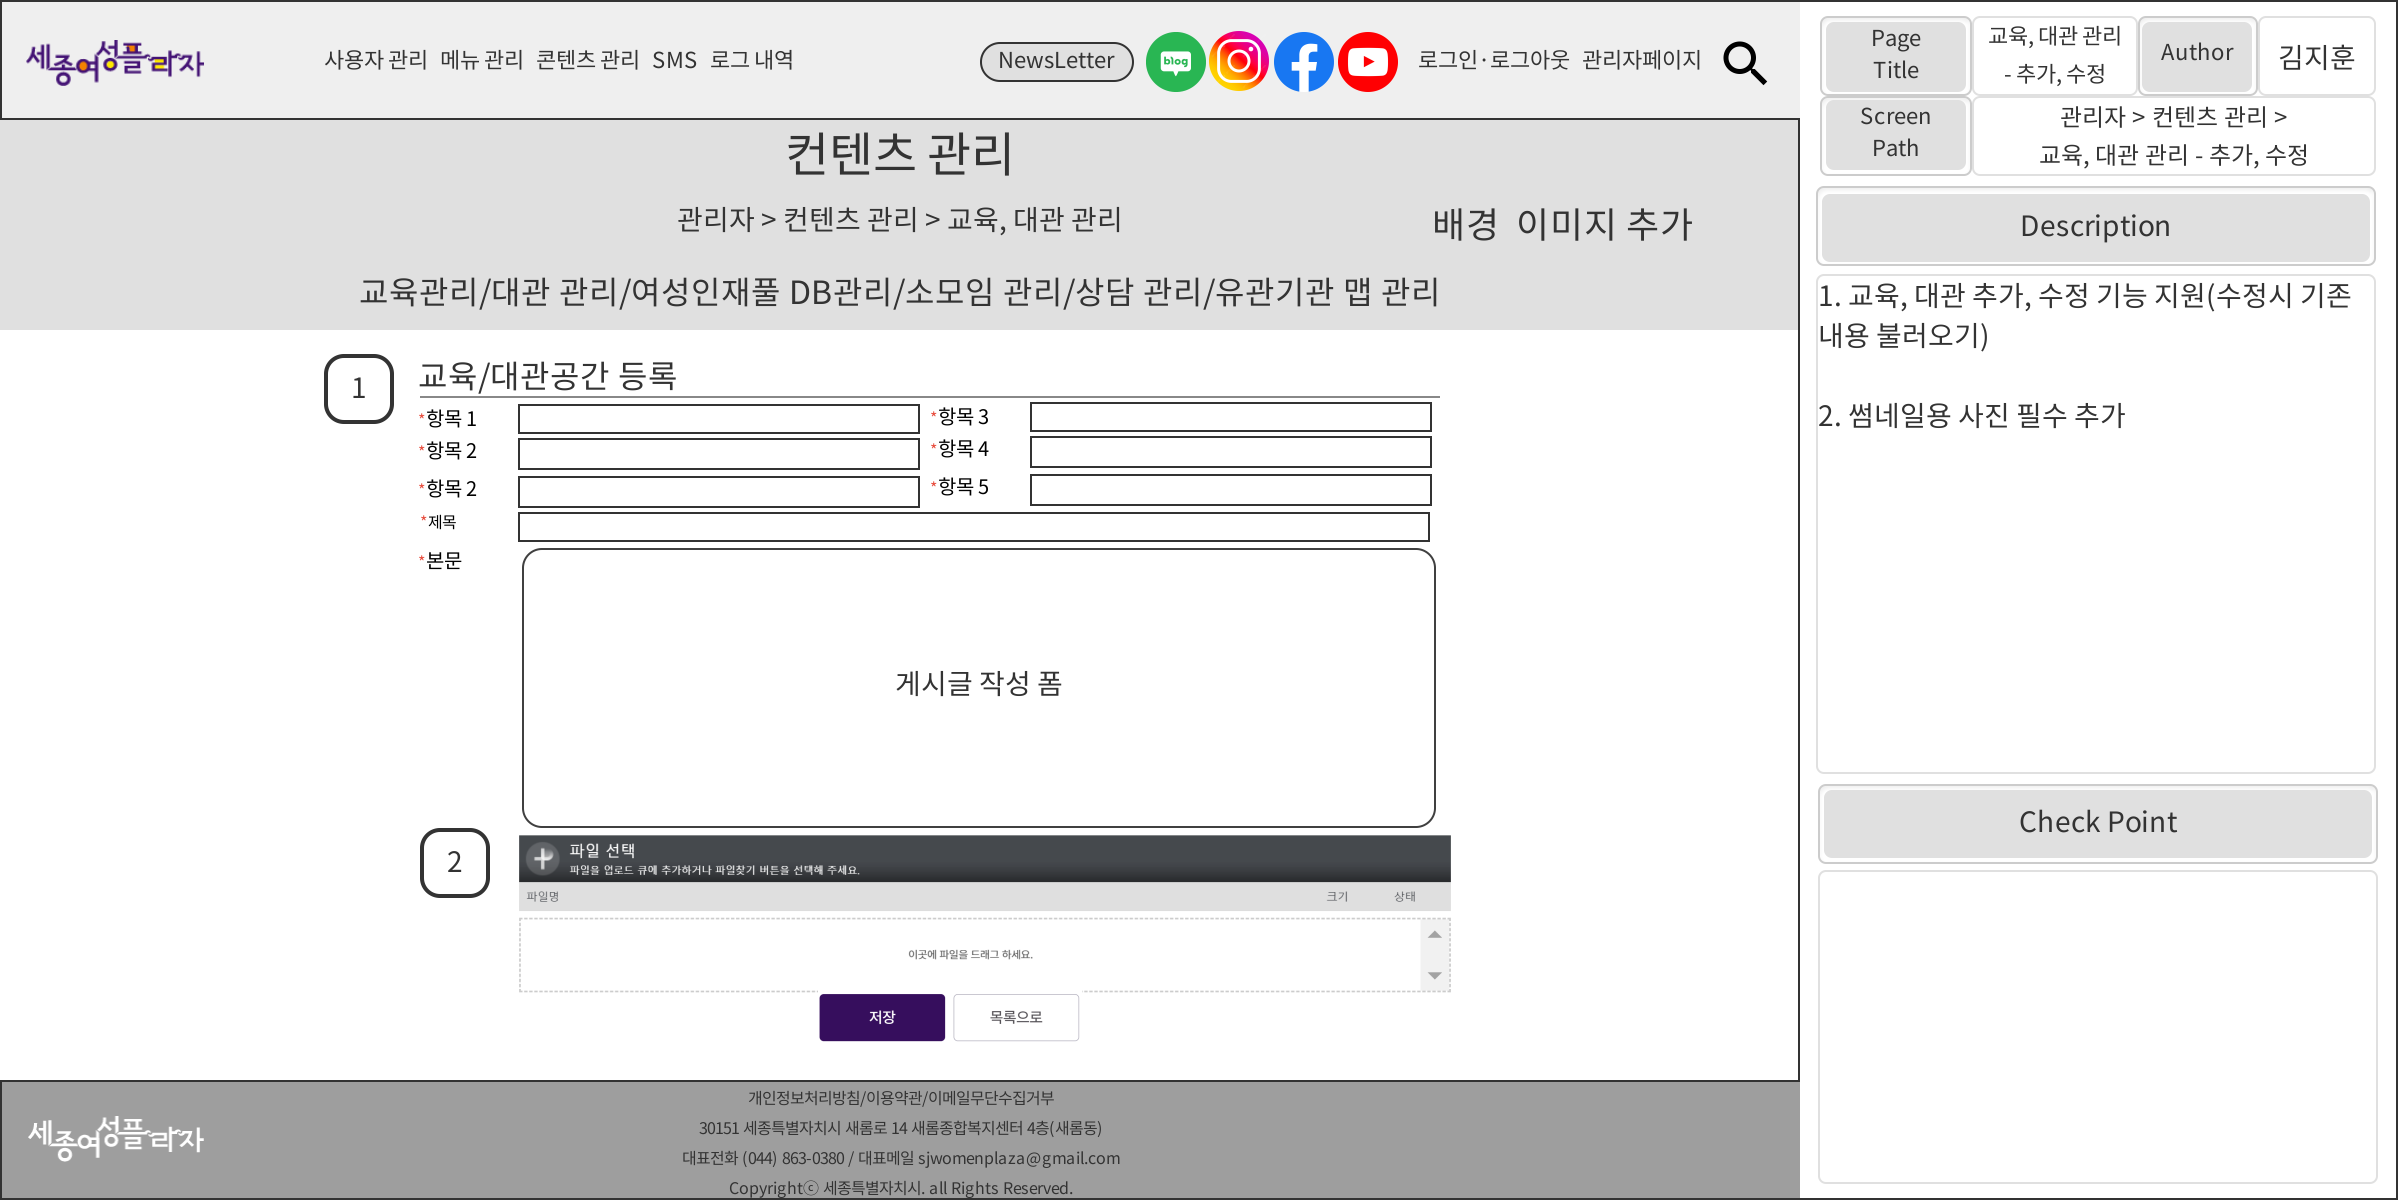 세종여성플라자
사용자 관리 메뉴 관리 콘텐츠 관리 SMS 로그 내역
NewsLetter
blog
로그인·로그아웃 관리자페이지
컨텐츠 관리
관리자 > 컨텐츠 관리 > 교육, 대관 관리
배경 이미지 추가
교육관리/대관 관리/여성인재풀 DB관리/소모임 관리/상담 관리/유관기관 맵 관리
1
교육/대관공간 등록
*항목 1
*항목 3
*항목 2
*항목 4
*항목 2
*항목 5
*제목
*본문
게시글 작성 폼
2
파일 선택
파일을 업로드 큐에 추가하거나 파일찾기 버튼을 선택해 주세요.
파일명 크기 상태
이곳에 파일을 드래그 하세요.
저장 목록으로
세종여성플라자
개인정보처리방침/이용약관/이메일무단수집거부
30151 세종특별자치시 새롬로 14 새롬종합복지센터 4층(새롬동)
대표전화 (044) 863-0380 / 대표메일 sjwomenplaza@gmail.com
Copyrightⓒ 세종특별자치시. all Rights Reserved.
Page
Title
교육, 대관 관리
- 추가, 수정
Author
김지훈
Screen
Path
관리자 > 컨텐츠 관리 >
교육, 대관 관리 - 추가, 수정
Description
1. 교육, 대관 추가, 수정 기능 지원(수정시 기존
내용 불러오기)
2. 썸네일용 사진 필수 추가
Check Point